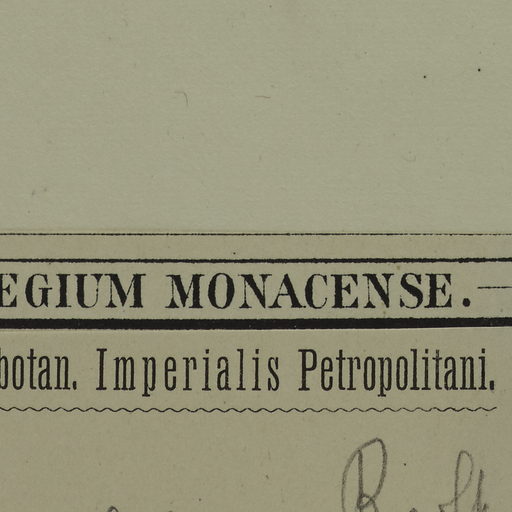 EGIUM MONACENSE.
botan. Imperialis Petropolitani.